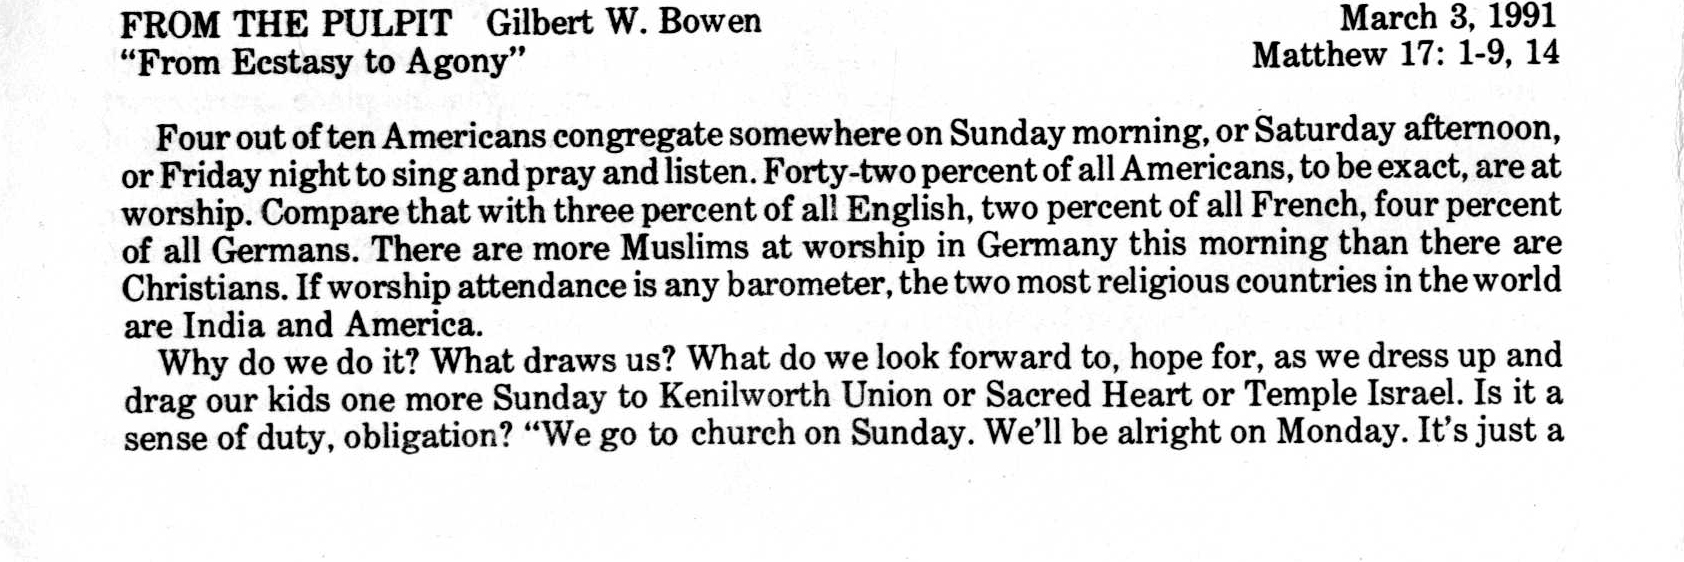 FROM THE PULPIT Gilbert W. Bowen March 3, 1991
“From Ecstasy to Agony” Matthew 17: 1-9, 14
Four out of ten Americans congregate somewhere on Sunday morning, or Saturday afternoon,
or Friday night to sing and pray and listen. Forty-two percent of all Americans, to be exact, are at
worship. Compare that with three percent of all English, two percent of all French, four percent
of all Germans. There are more Muslims at worship in Germany this morning than there are
Christians. If worship attendance is any barometer, the two most religious countries in the world
are India and America.
Why do we do it? What draws us? What do we look forward to, hope for, as we dress up and
drag our kids one more Sunday to Kenilworth Union or Sacred Heart or Temple Israel. Is it a
sense of duty, obligation? “We go to church on Sunday. We’ll be alright on Monday. It’s just a